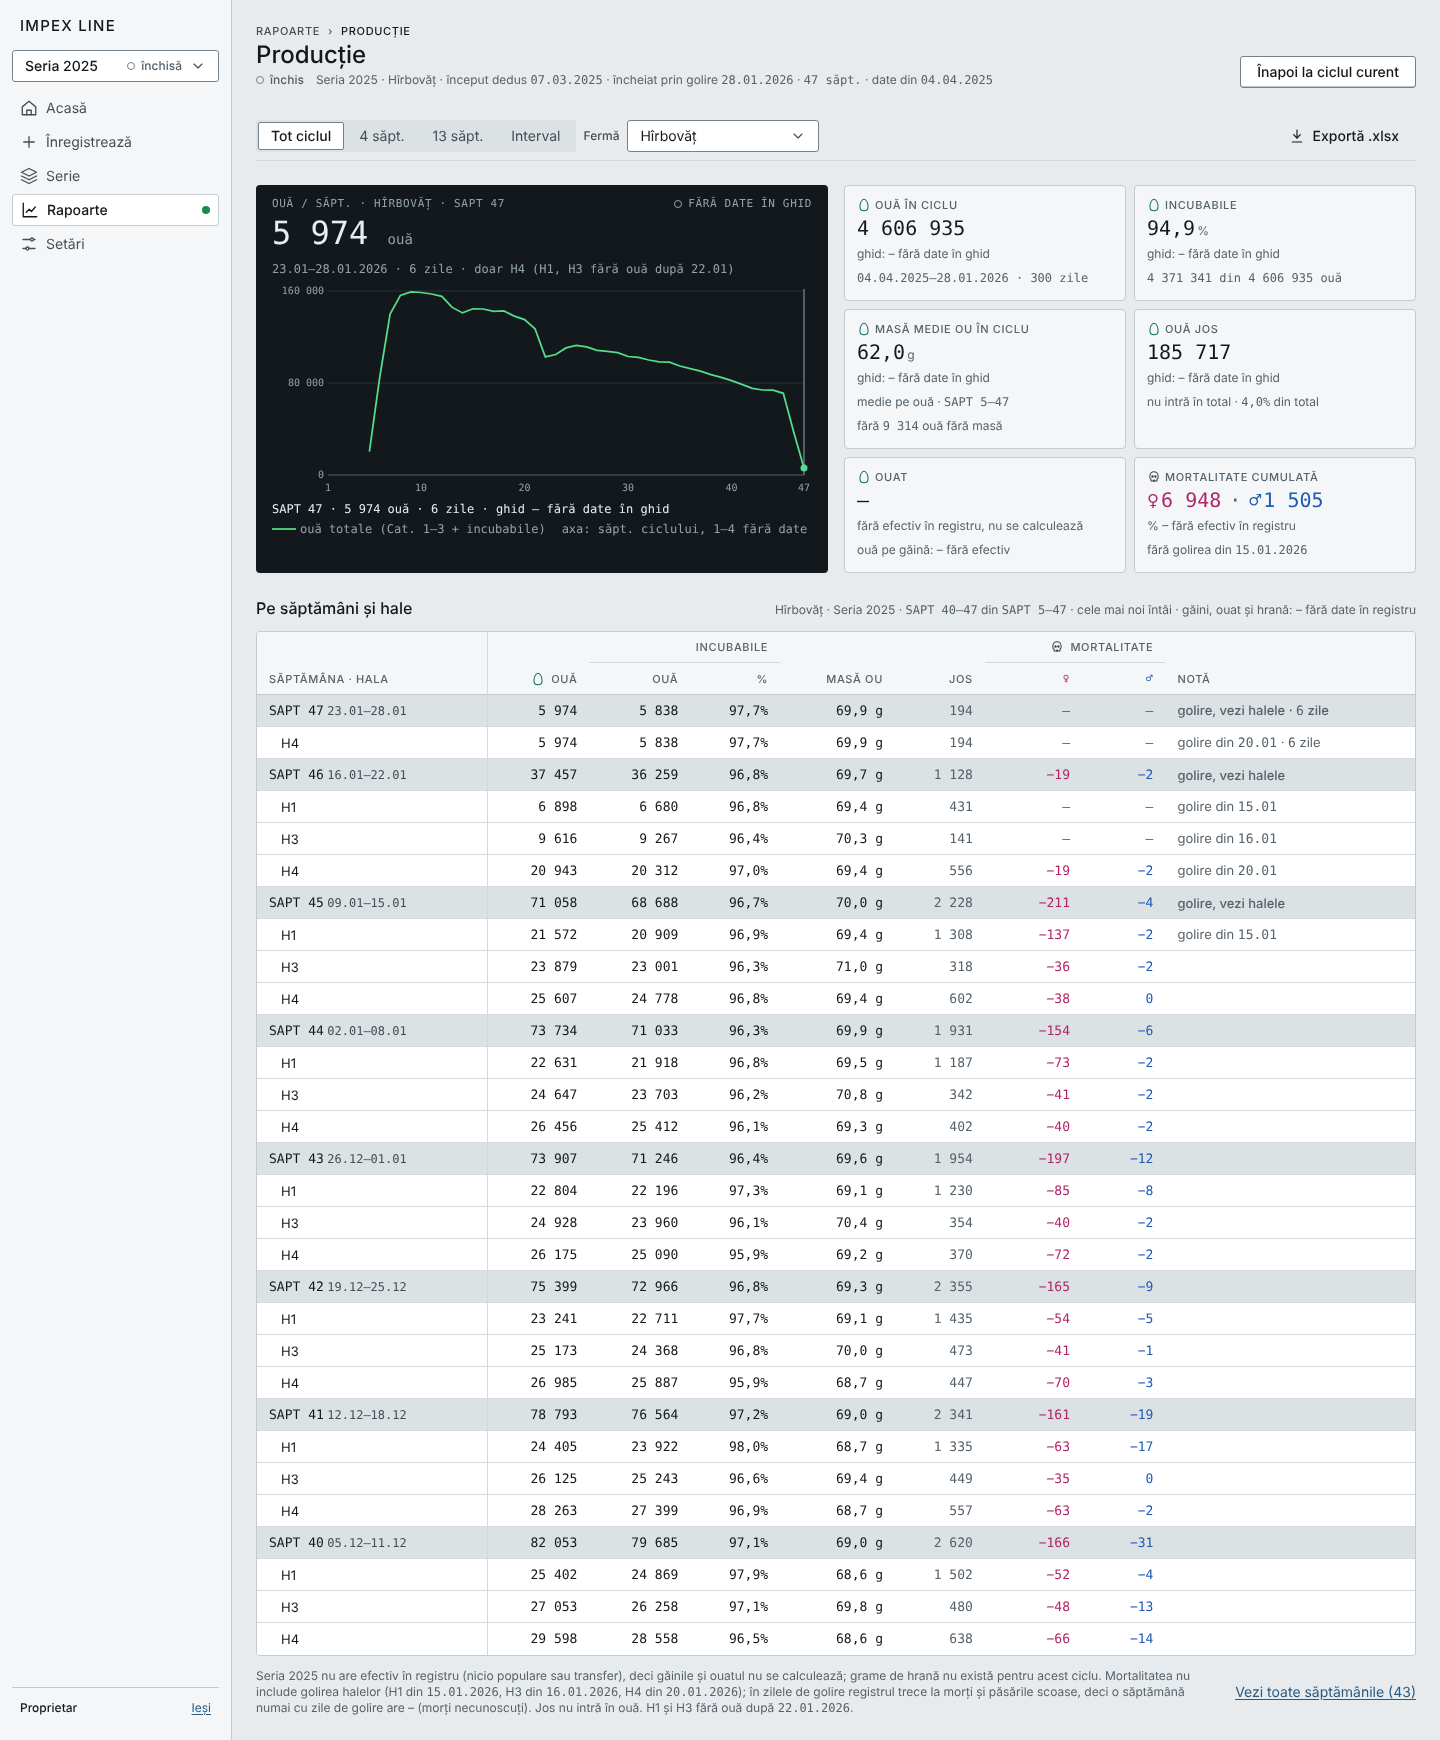 IMPEX LINE
Seria 2025 închisă
Acasă
Înregistrează
Serie
Rapoarte
Setări
Proprietar Ieși
RAPOARTE › PRODUCȚIE
Producție
închis Seria 2025 · Hîrbovăț · început dedus 07.03.2025 · încheiat prin golire 28.01.2026 · 47 săpt. · date din 04.04.2025
Înapoi la ciclul curent
Tot ciclul 4 săpt. 13 săpt. Interval Fermă Hîrbovăț
Exportă .xlsx
OUĂ / SĂPT. · HÎRBOVĂȚ · SAPT 47 FĂRĂ DATE ÎN GHID
5 974 ouă
23.01–28.01.2026 · 6 zile · doar H4 (H1, H3 fără ouă după 22.01)
160 000
80 000
0
1 10 20 30 40 47
SAPT 47 · 5 974 ouă · 6 zile · ghid – fără date în ghid
ouă totale (Cat. 1–3 + incubabile) axa: săpt. ciclului, 1–4 fără date
OUĂ ÎN CICLU
4 606 935
ghid: – fără date în ghid
04.04.2025–28.01.2026 · 300 zile
INCUBABILE
94,9 %
ghid: – fără date în ghid
4 371 341 din 4 606 935 ouă
MASĂ MEDIE OU ÎN CICLU
62,0 g
ghid: – fără date în ghid
medie pe ouă · SAPT 5–47
fără 9 314 ouă fără masă
OUĂ JOS
185 717
ghid: – fără date în ghid
nu intră în total · 4,0% din total
OUAT
–
fără efectiv în registru, nu se calculează
ouă pe găină: – fără efectiv
MORTALITATE CUMULATĂ
♀6 948 · ♂1 505
% – fără efectiv în registru
fără golirea din 15.01.2026
Pe săptămâni și hale
Hîrbovăț · Seria 2025 · SAPT 40–47 din SAPT 5–47 · cele mai noi întâi · găini, ouat și hrană: – fără date în registru
INCUBABILE MORTALITATE
SĂPTĂMÂNA · HALA OUĂ OUĂ % MASĂ OU JOS ♀ ♂ NOTĂ
SAPT 47 23.01–28.01 5 974 5 838 97,7% 69,9 g 194 – – golire, vezi halele · 6 zile
H4 5 974 5 838 97,7% 69,9 g 194 – – golire din 20.01 · 6 zile
SAPT 46 16.01–22.01 37 457 36 259 96,8% 69,7 g 1 128 −19 −2 golire, vezi halele
H1 6 898 6 680 96,8% 69,4 g 431 – – golire din 15.01
H3 9 616 9 267 96,4% 70,3 g 141 – – golire din 16.01
H4 20 943 20 312 97,0% 69,4 g 556 −19 −2 golire din 20.01
SAPT 45 09.01–15.01 71 058 68 688 96,7% 70,0 g 2 228 −211 −4 golire, vezi halele
H1 21 572 20 909 96,9% 69,4 g 1 308 −137 −2 golire din 15.01
H3 23 879 23 001 96,3% 71,0 g 318 −36 −2
H4 25 607 24 778 96,8% 69,4 g 602 −38 0
SAPT 44 02.01–08.01 73 734 71 033 96,3% 69,9 g 1 931 −154 −6
H1 22 631 21 918 96,8% 69,5 g 1 187 −73 −2
H3 24 647 23 703 96,2% 70,8 g 342 −41 −2
H4 26 456 25 412 96,1% 69,3 g 402 −40 −2
SAPT 43 26.12–01.01 73 907 71 246 96,4% 69,6 g 1 954 −197 −12
H1 22 804 22 196 97,3% 69,1 g 1 230 −85 −8
H3 24 928 23 960 96,1% 70,4 g 354 −40 −2
H4 26 175 25 090 95,9% 69,2 g 370 −72 −2
SAPT 42 19.12–25.12 75 399 72 966 96,8% 69,3 g 2 355 −165 −9
H1 23 241 22 711 97,7% 69,1 g 1 435 −54 −5
H3 25 173 24 368 96,8% 70,0 g 473 −41 −1
H4 26 985 25 887 95,9% 68,7 g 447 −70 −3
SAPT 41 12.12–18.12 78 793 76 564 97,2% 69,0 g 2 341 −161 −19
H1 24 405 23 922 98,0% 68,7 g 1 335 −63 −17
H3 26 125 25 243 96,6% 69,4 g 449 −35 0
H4 28 263 27 399 96,9% 68,7 g 557 −63 −2
SAPT 40 05.12–11.12 82 053 79 685 97,1% 69,0 g 2 620 −166 −31
H1 25 402 24 869 97,9% 68,6 g 1 502 −52 −4
H3 27 053 26 258 97,1% 69,8 g 480 −48 −13
H4 29 598 28 558 96,5% 68,6 g 638 −66 −14
Seria 2025 nu are efectiv în registru (nicio populare sau transfer), deci găinile și ouatul nu se calculează; grame de hrană nu există pentru acest ciclu. Mortalitatea nu
include golirea halelor (H1 din 15.01.2026, H3 din 16.01.2026, H4 din 20.01.2026); în zilele de golire registrul trece la morți și păsările scoase, deci o săptămână
numai cu zile de golire are – (morți necunoscuți). Jos nu intră în ouă. H1 și H3 fără ouă după 22.01.2026.
Vezi toate săptămânile (43)